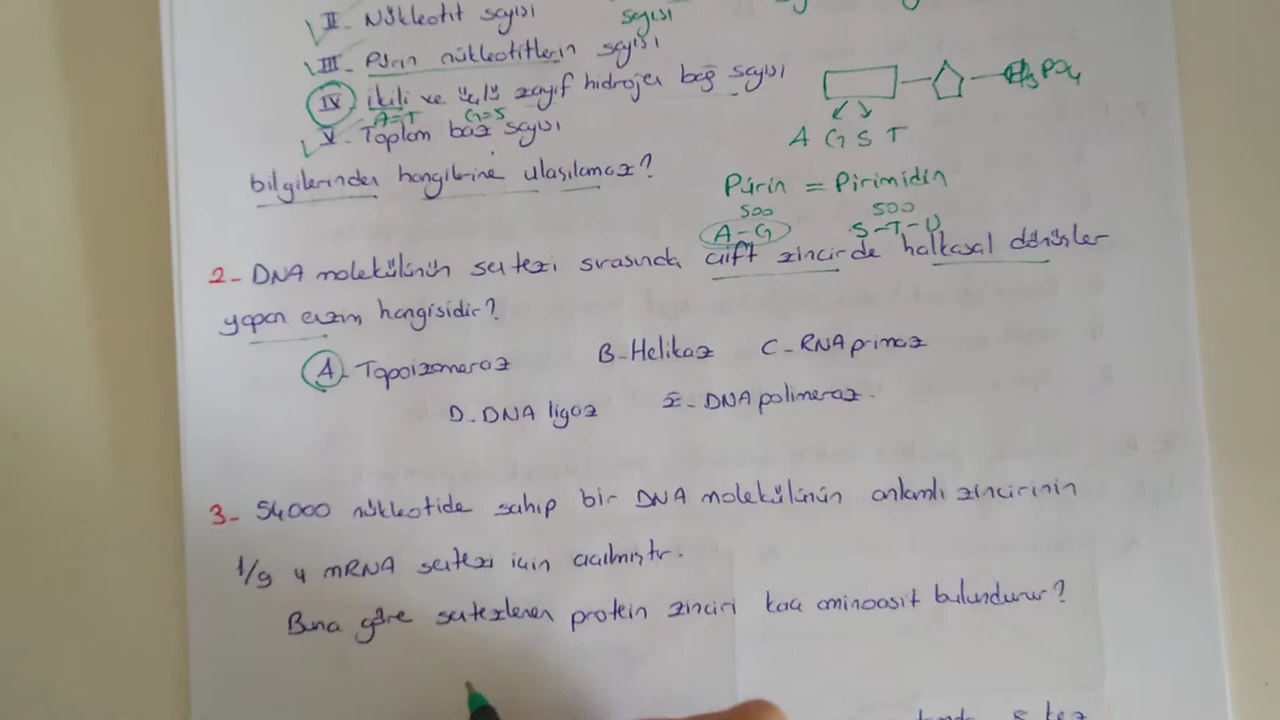 II- Nükleotit sayısı
sayısı
III- Pürin nükleotitlerin sayısı
IV ikili ve üçlü zayıf hidrojen bağ sayısı
A=T G≡S
V- Toplam baz sayısı
H3PO4
A G S T
bilgilerinden hangilerine ulaşılamaz?
Pürin = Pirimidin
500 500
A-G S-T-U
2- DNA molekülünün sentezi sırasında çift zincirde halkasal dönüşler
yapan enzim hangisidir?
A- Topoizomeraz B-Helikaz C-RNA primaz
D-DNA ligaz E-DNA polimeraz.
3- 54000 nükleotide sahip bir DNA molekülünün anlamlı zincirinin
1/9 u mRNA sentezi için açılmıştır.
Buna göre sentezlenen protein zinciri kaç aminoasit bulundurur?